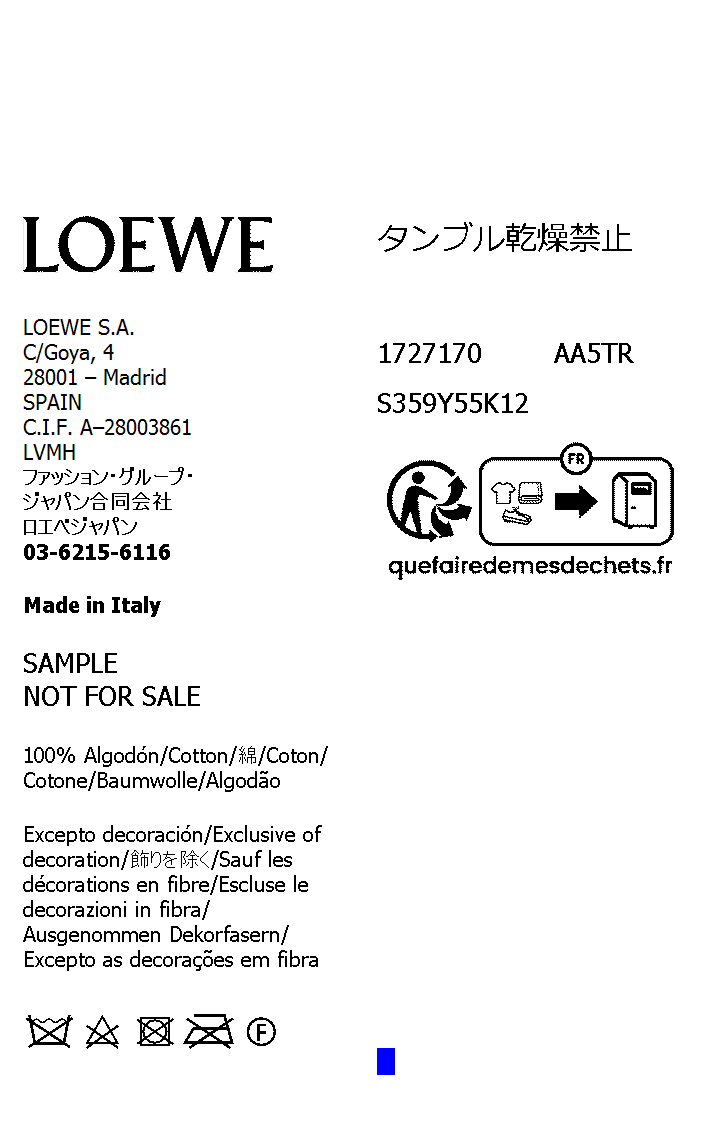 LOEWE
LOEWE S.A.
C/Goya, 4
28001 – Madrid
SPAIN
C.I.F. A–28003861
LVMH
ファッション・グループ・
ジャパン合同会社
ロエベジャパン
03-6215-6116
Made in Italy
SAMPLE
NOT FOR SALE
100% Algodón/Cotton/綿/Coton/
Cotone/Baumwolle/Algodão
Excepto decoración/Exclusive of
decoration/飾りを除く/Sauf les
décorations en fibre/Escluse le
decorazioni in fibra/
Ausgenommen Dekorfasern/
Excepto as decorações em fibra
F
タンブル乾燥禁止
1727170 AA5TR
S359Y55K12
FR
quefairedemesdechets.fr